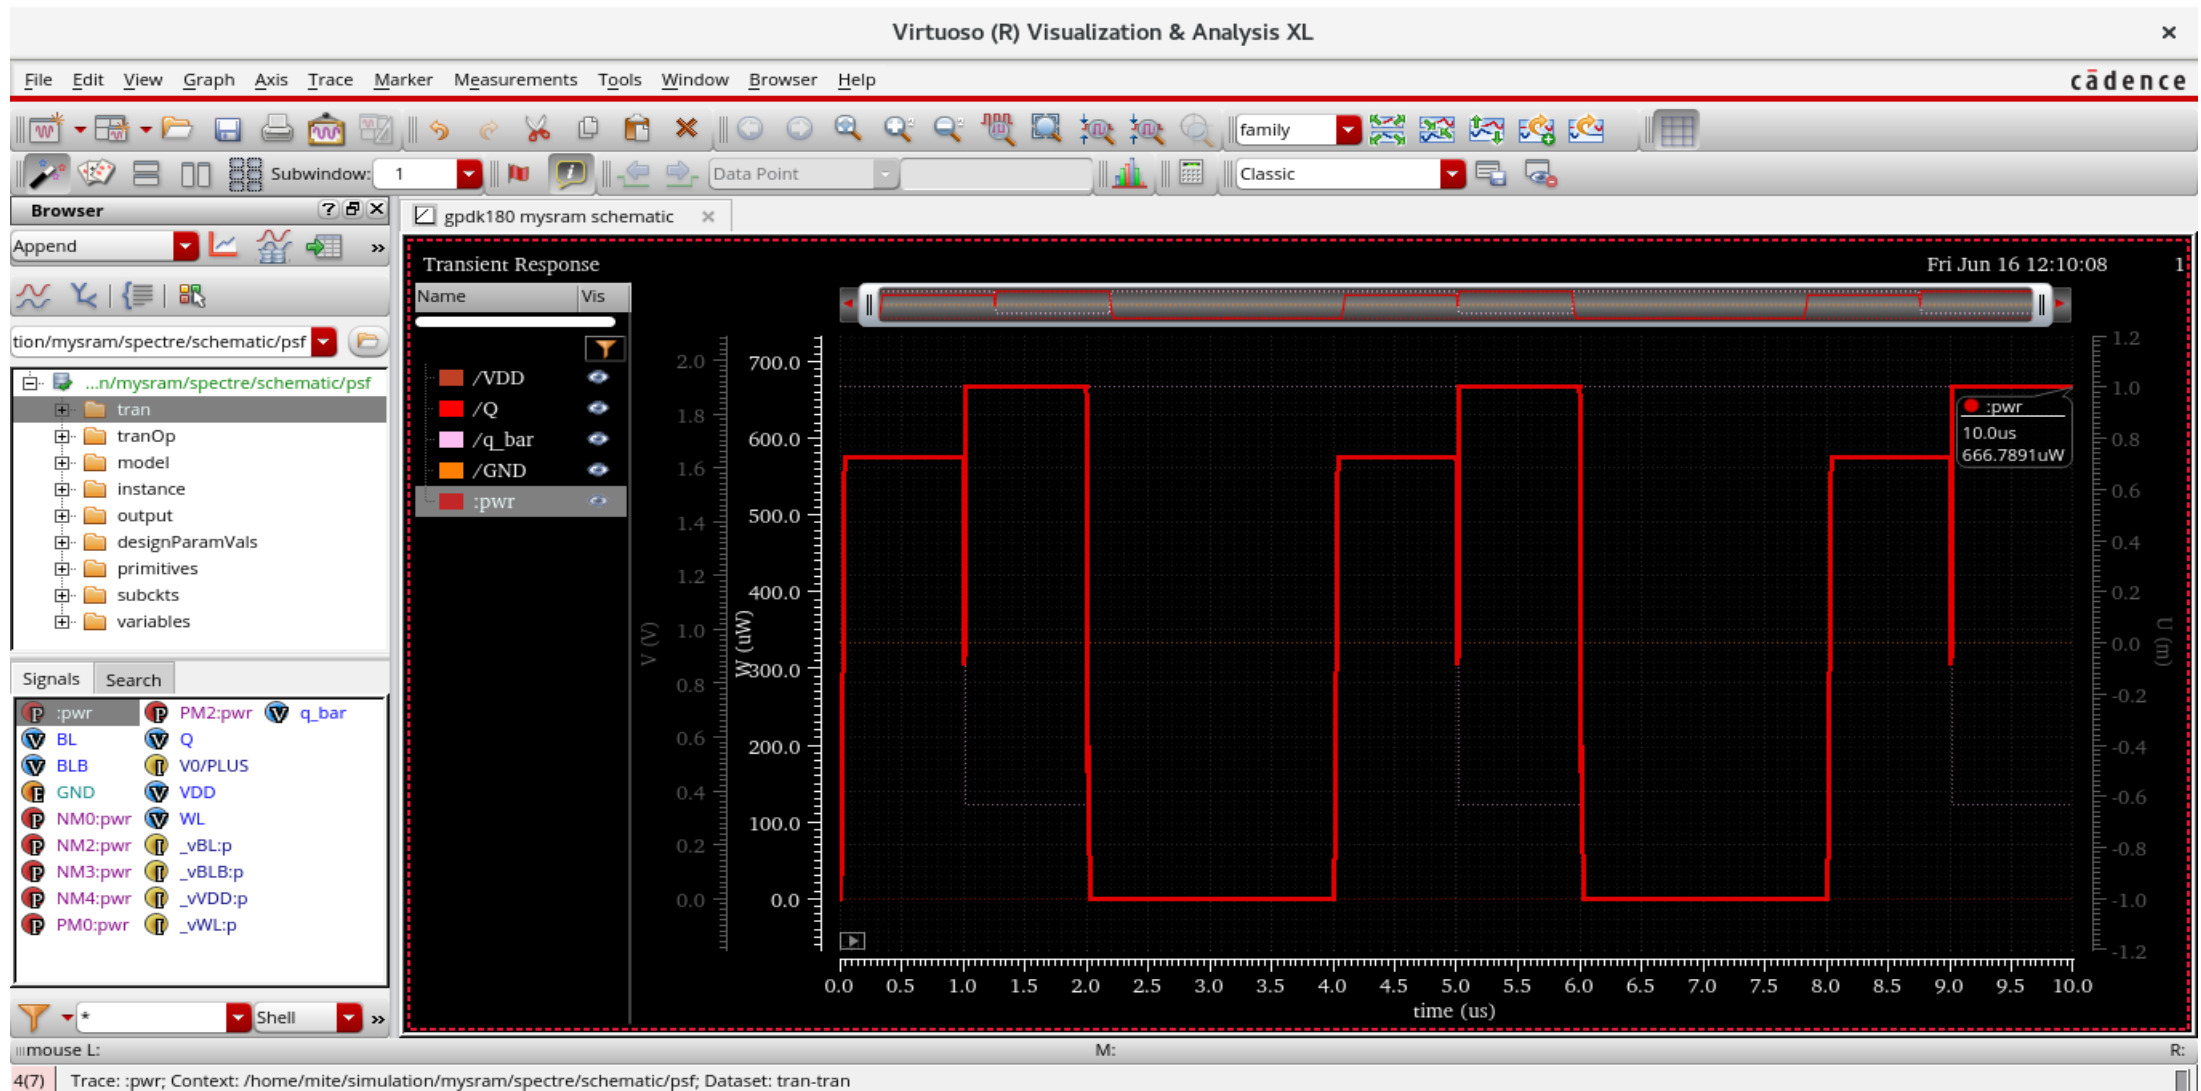 Virtuoso (R) Visualization & Analysis XL
File Edit View Graph Axis Trace Marker Measurements Tools Window Browser Help
cādence
family
Subwindow: 1
Data Point
Classic
Browser
gpdk180 mysram schematic
Append
tion/mysram/spectre/schematic/psf
...n/mysram/spectre/schematic/psf
tran
tranOp
model
instance
output
designParamVals
primitives
subckts
variables
Signals Search
:pwr PM2:pwr q_bar
BL Q
BLB V0/PLUS
GND VDD
NM0:pwr WL
NM2:pwr _vBL:p
NM3:pwr _vBLB:p
NM4:pwr _vVDD:p
PM0:pwr _vWL:p
* Shell
Transient Response
Fri Jun 16 12:10:08 1
Name Vis
/VDD
/Q
/q_bar
/GND
:pwr
V (V)
2.0
1.8
1.6
1.4
1.2
1.0
0.8
0.6
0.4
0.2
0.0
W (uW)
700.0
600.0
500.0
400.0
300.0
200.0
100.0
0.0
:pwr
10.0us
666.7891uW
1.2
1.0
0.8
0.6
0.4
0.2
0.0
-0.2
-0.4
-0.6
-0.8
-1.0
-1.2
U (m)
0.0 0.5 1.0 1.5 2.0 2.5 3.0 3.5 4.0 4.5 5.0 5.5 6.0 6.5 7.0 7.5 8.0 8.5 9.0 9.5 10.0
time (us)
mouse L: M: R:
4(7) Trace: :pwr; Context: /home/mite/simulation/mysram/spectre/schematic/psf; Dataset: tran-tran